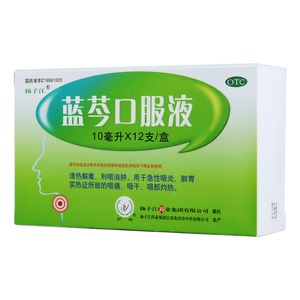 国药准字Z19991005
OTC
扬子江®
蓝芩口服液
10毫升X12支/盒
清热解毒，利咽消肿。用于急性咽炎、肺胃
实热证所致的咽痛、咽干、咽部灼热。
扬子江药业集团有限公司